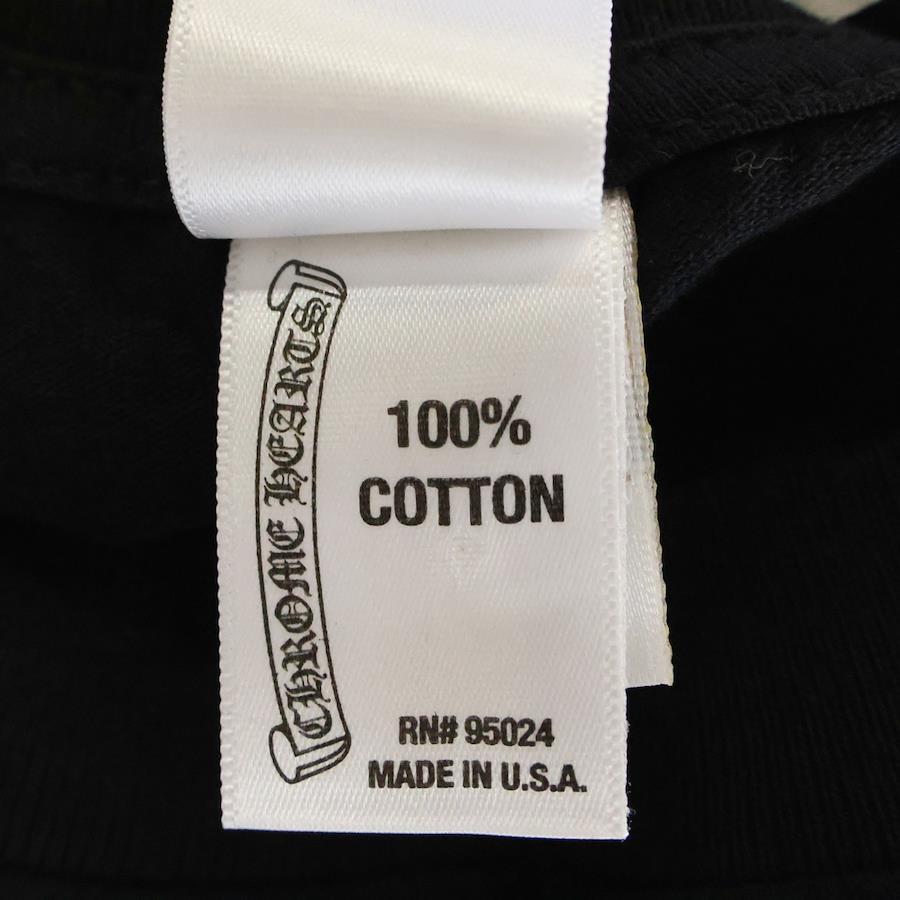 CHROME HEARTS
100%
COTTON
RN# 95024
MADE IN U.S.A.